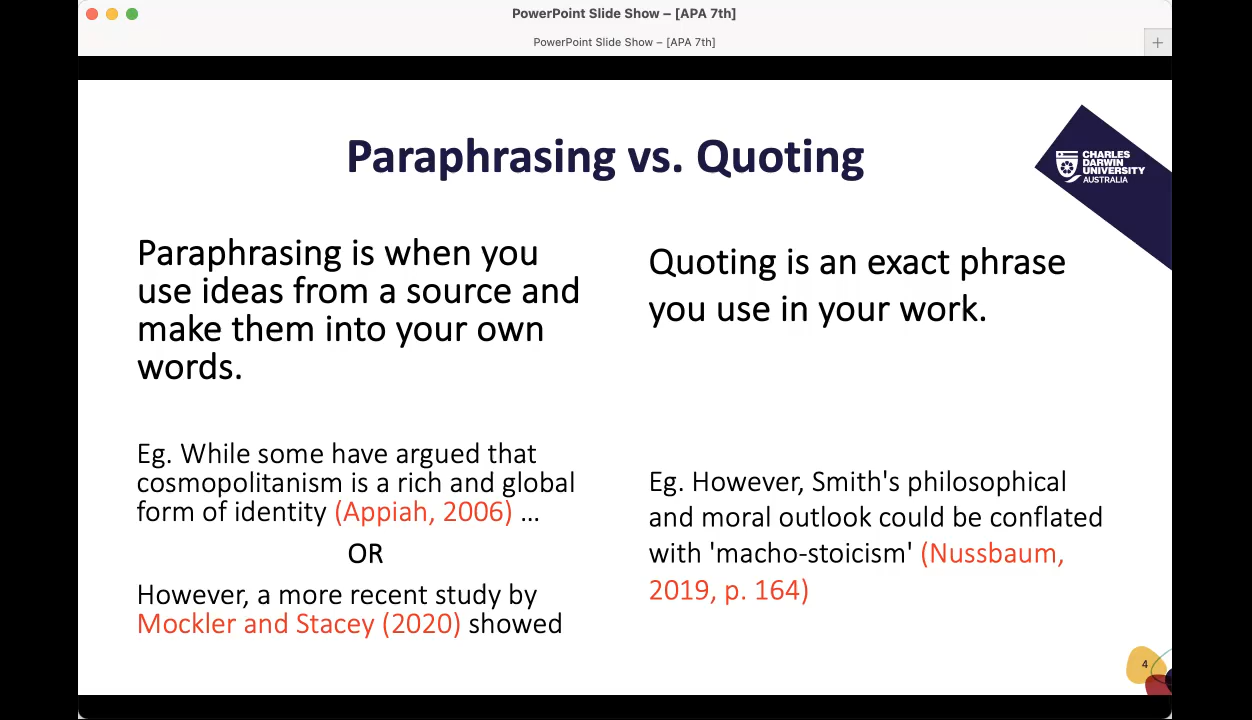 PowerPoint Slide Show – [APA 7th]
PowerPoint Slide Show – [APA 7th]
+
Paraphrasing vs. Quoting
CHARLES
DARWIN
UNIVERSITY
AUSTRALIA
Paraphrasing is when you
use ideas from a source and
make them into your own
words.
Eg. While some have argued that
cosmopolitanism is a rich and global
form of identity (Appiah, 2006) ...
OR
However, a more recent study by
Mockler and Stacey (2020) showed
Quoting is an exact phrase
you use in your work.
Eg. However, Smith's philosophical
and moral outlook could be conflated
with 'macho-stoicism' (Nussbaum,
2019, p. 164)
4